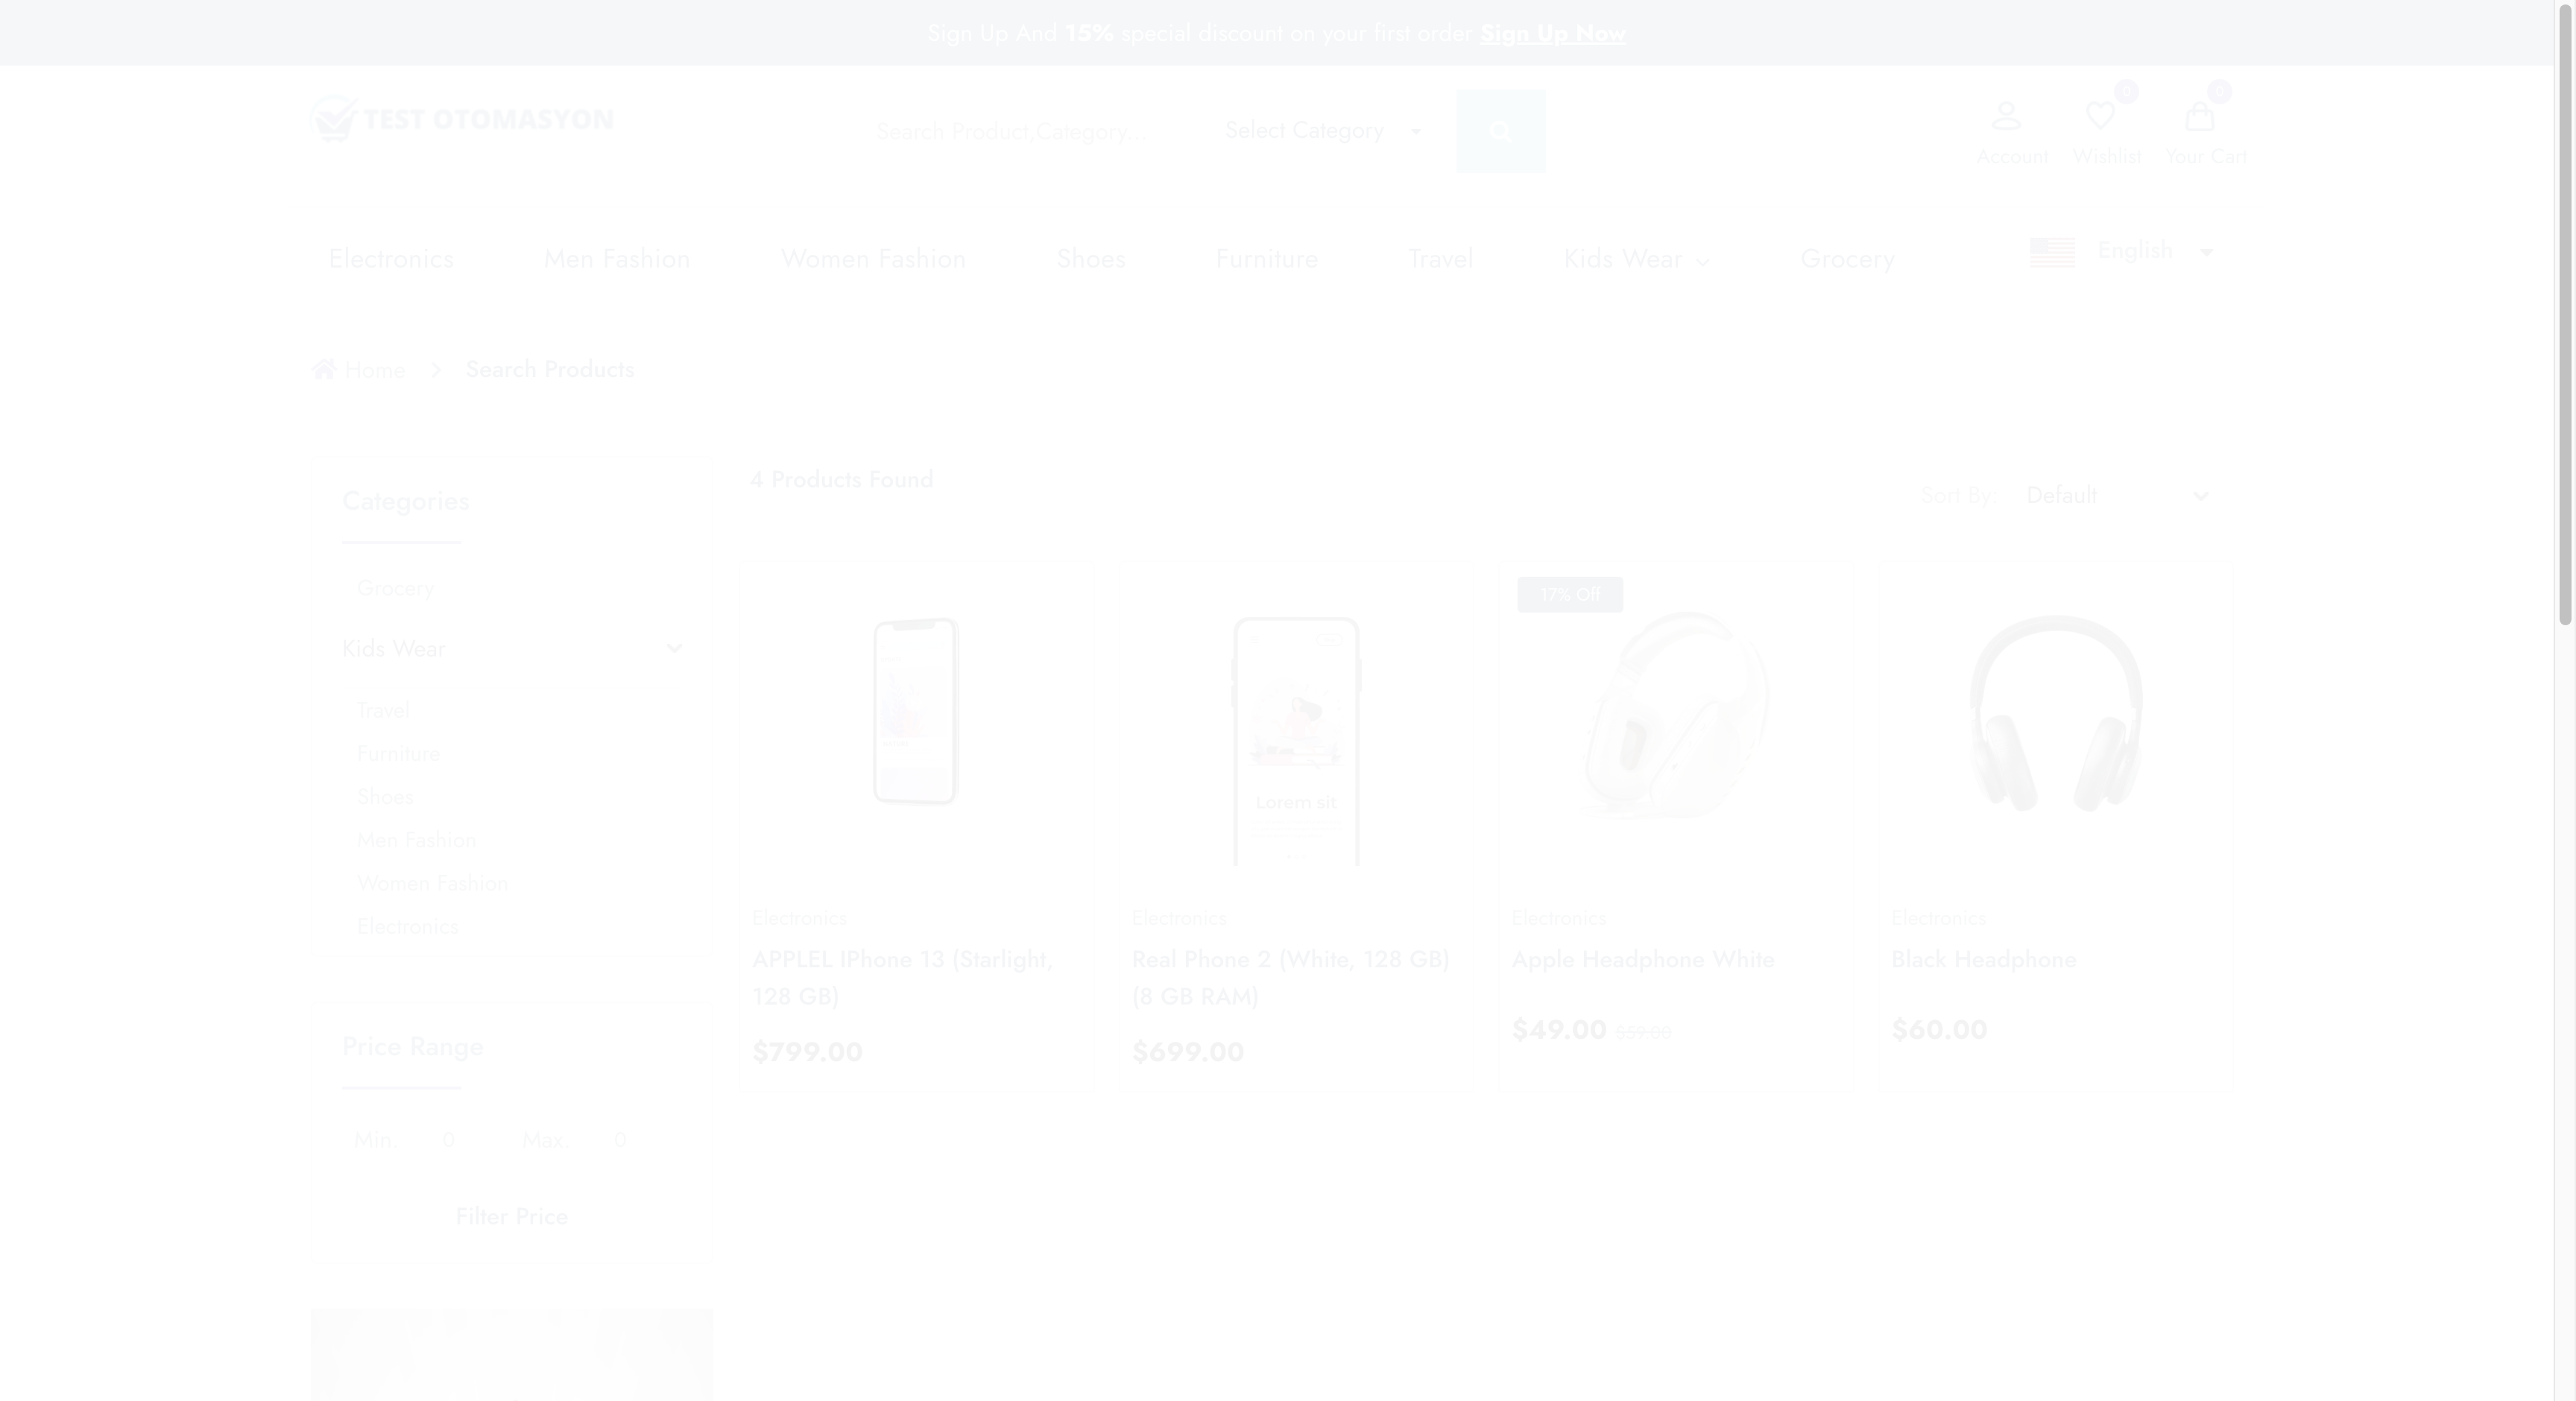 Sign Up And 15% special discount on your first order Sign Up Now
TEST OTOMASYON
Search Product,Category...
Select Category
0
0
Account
Wishlist
Your Cart
Electronics
Men Fashion
Women Fashion
Shoes
Furniture
Travel
Kids Wear
Grocery
English
Home
Search Products
Categories
Grocery
Kids Wear
Travel
Furniture
Shoes
Men Fashion
Women Fashion
Electronics
Price Range
Min.
0
Max.
0
Filter Price
4 Products Found
Sort By:
Default
Electronics
APPLEL IPhone 13 (Starlight,
128 GB)
$799.00
Lorem sit
Electronics
Real Phone 2 (White, 128 GB)
(8 GB RAM)
$699.00
17% Off
Electronics
Apple Headphone White
$49.00 $59.00
Electronics
Black Headphone
$60.00